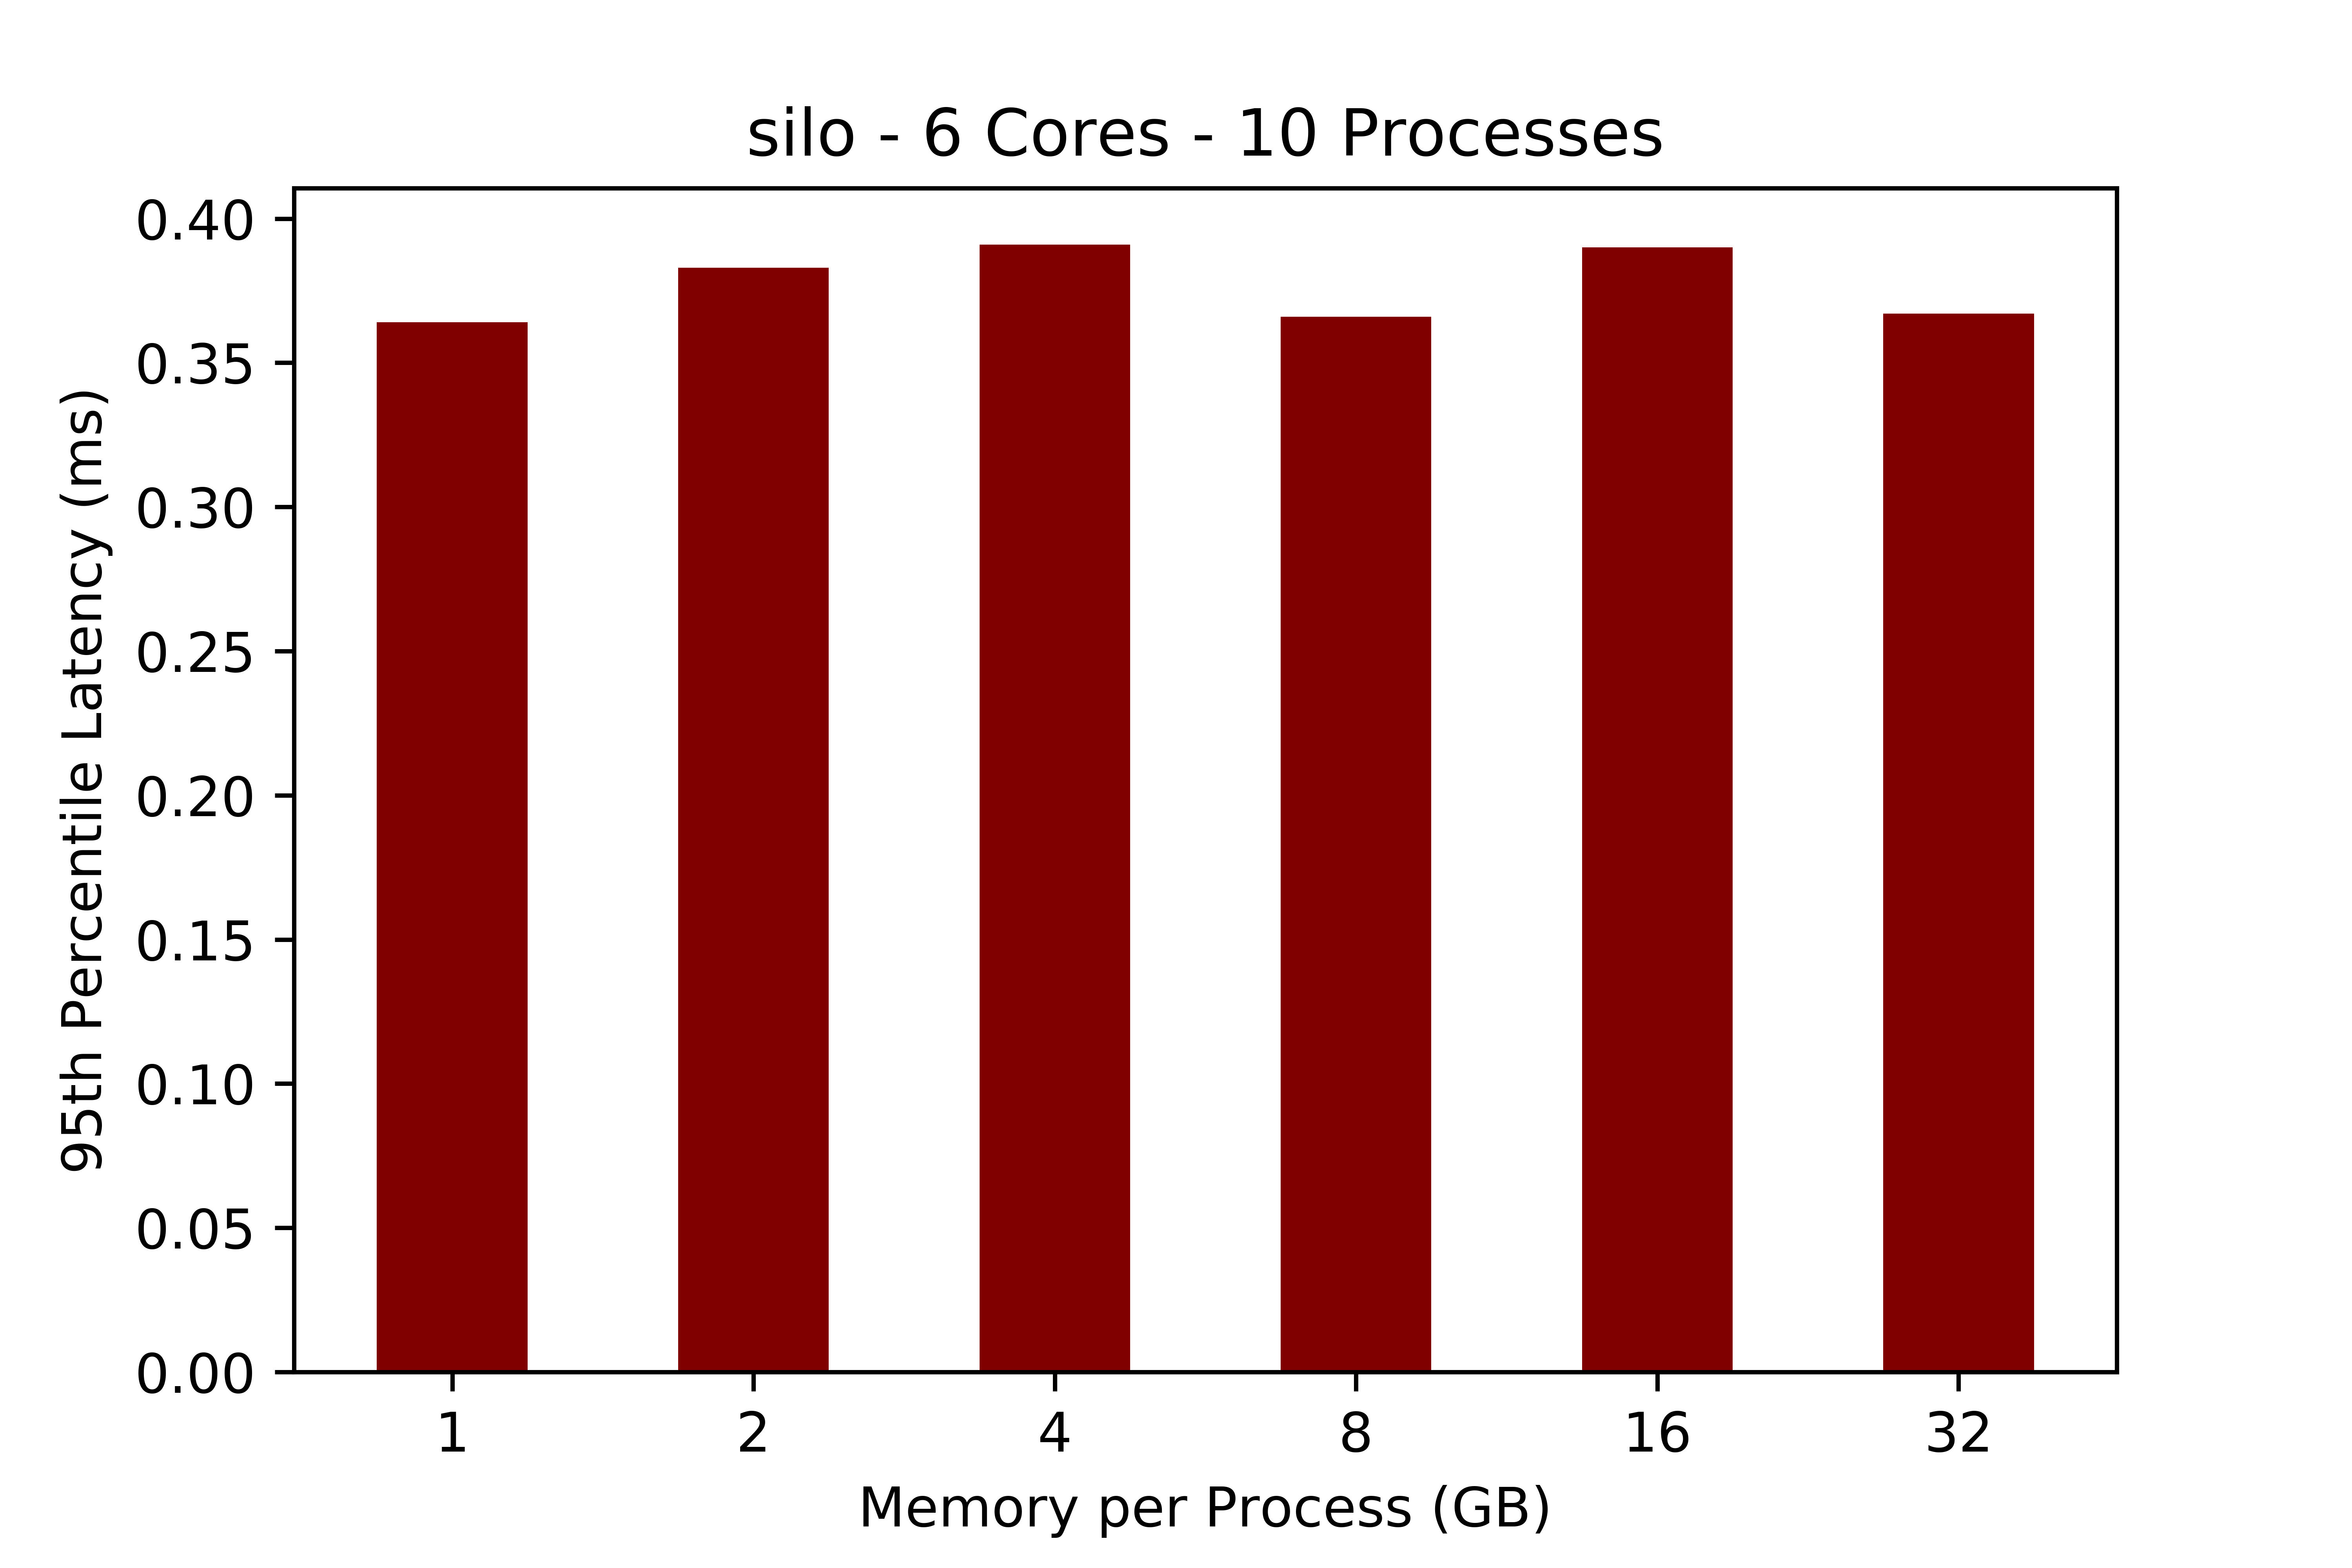 silo - 6 Cores - 10 Processes
95th Percentile Latency (ms)
0.40
0.35
0.30
0.25
0.20
0.15
0.10
0.05
0.00
1 2 4 8 16 32
Memory per Process (GB)